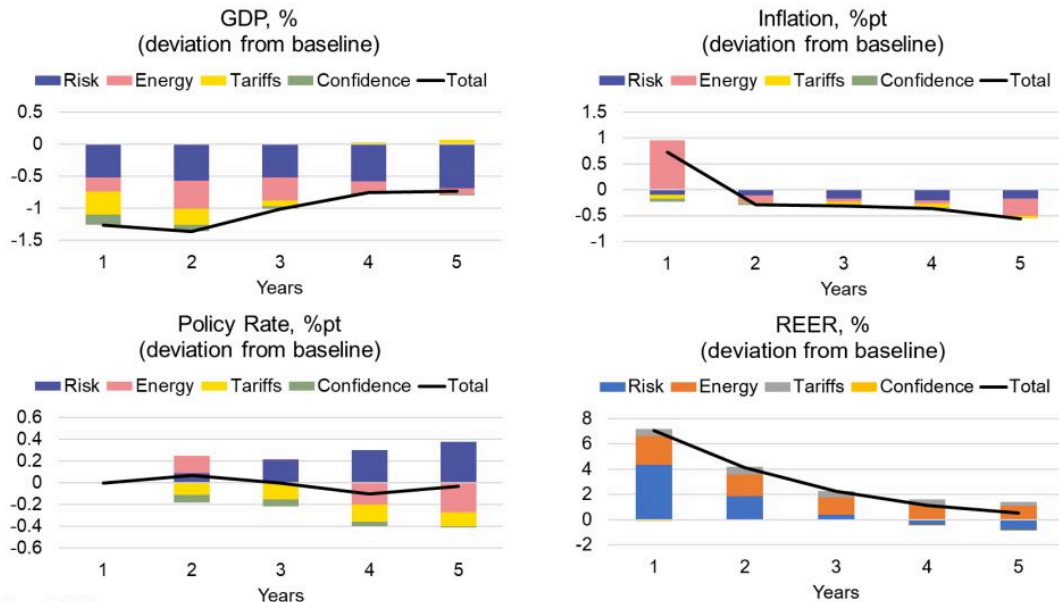 GDP, %
(deviation from baseline)
Risk Energy Tariffs Confidence Total
0.5
0
-0.5
-1
-1.5
1 2 3 4 5
Years
Inflation, %pt
(deviation from baseline)
Risk Energy Tariffs Confidence Total
1.5
1
0.5
0
-0.5
-1
1 2 3 4 5
Years
Policy Rate, %pt
(deviation from baseline)
Risk Energy Tariffs Confidence Total
0.6
0.4
0.2
0
-0.2
-0.4
-0.6
1 2 3 4 5
Years
REER, %
(deviation from baseline)
Risk Energy Tariffs Confidence Total
8
6
4
2
0
-2
1 2 3 4 5
Years